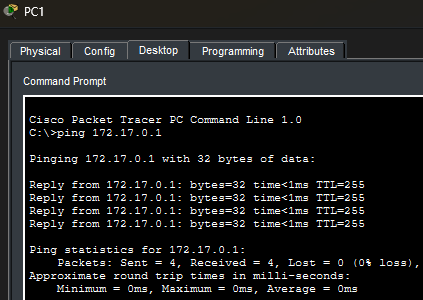 PC1
Physical Config Desktop Programming Attributes
Command Prompt
Cisco Packet Tracer PC Command Line 1.0
C:\>ping 172.17.0.1
Pinging 172.17.0.1 with 32 bytes of data:
Reply from 172.17.0.1: bytes=32 time<1ms TTL=255
Reply from 172.17.0.1: bytes=32 time<1ms TTL=255
Reply from 172.17.0.1: bytes=32 time<1ms TTL=255
Reply from 172.17.0.1: bytes=32 time<1ms TTL=255
Ping statistics for 172.17.0.1:
Packets: Sent = 4, Received = 4, Lost = 0 (0% loss),
Approximate round trip times in milli-seconds:
Minimum = 0ms, Maximum = 0ms, Average = 0ms